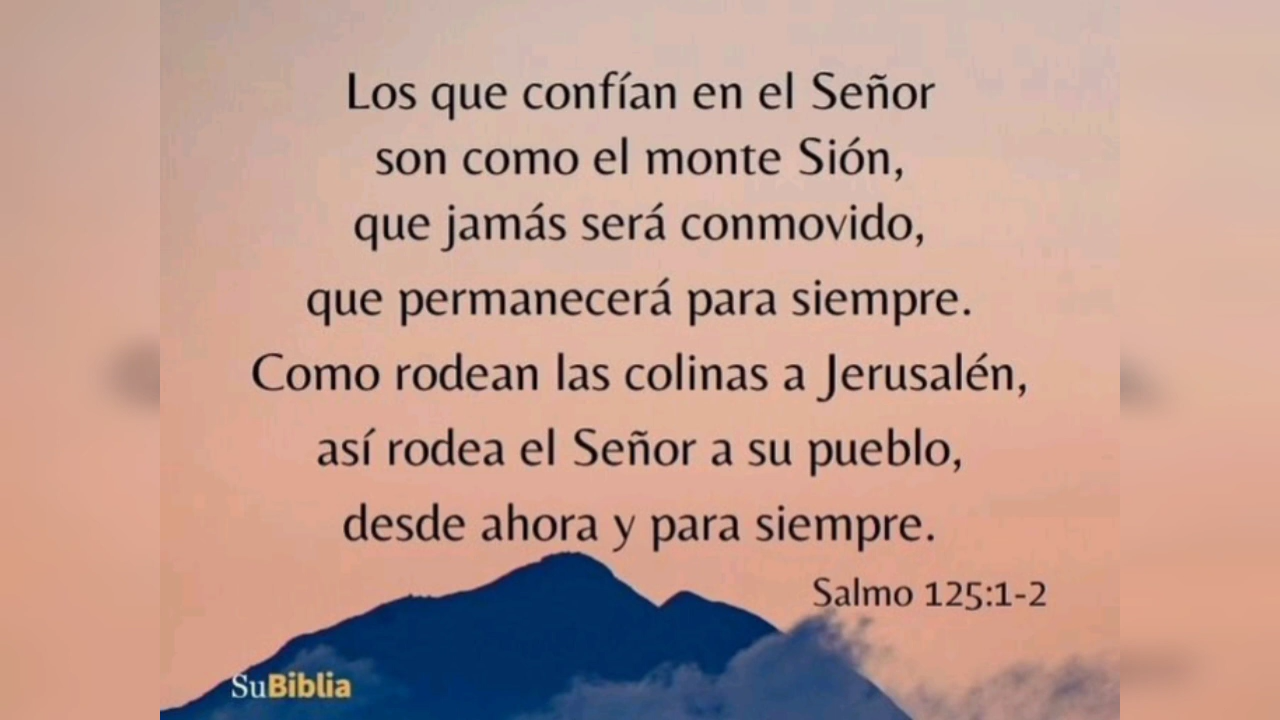 Los que confían en el Señor
son como el monte Sión,
que jamás será conmovido,
que permanecerá para siempre.
Como rodean las colinas a Jerusalén,
así rodea el Señor a su pueblo,
desde ahora y para siempre.
Salmo 125:1-2
SuBiblia